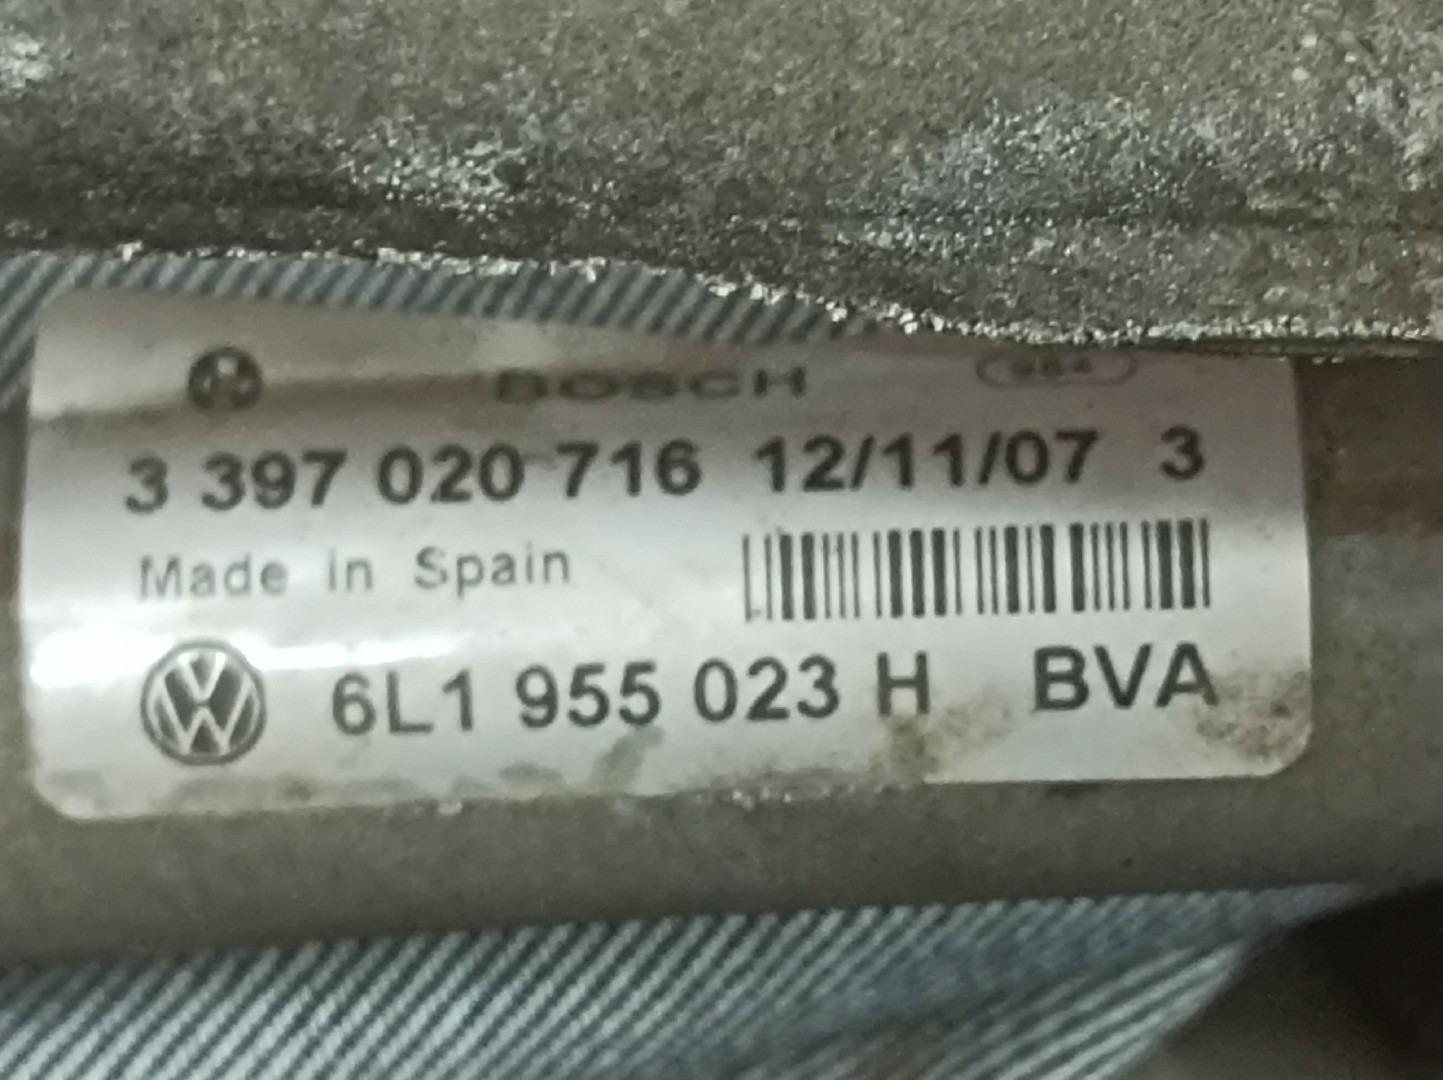 BOSCH
3 397 020 716 12/11/07 3
Made in Spain
6L1 955 023 H BVA